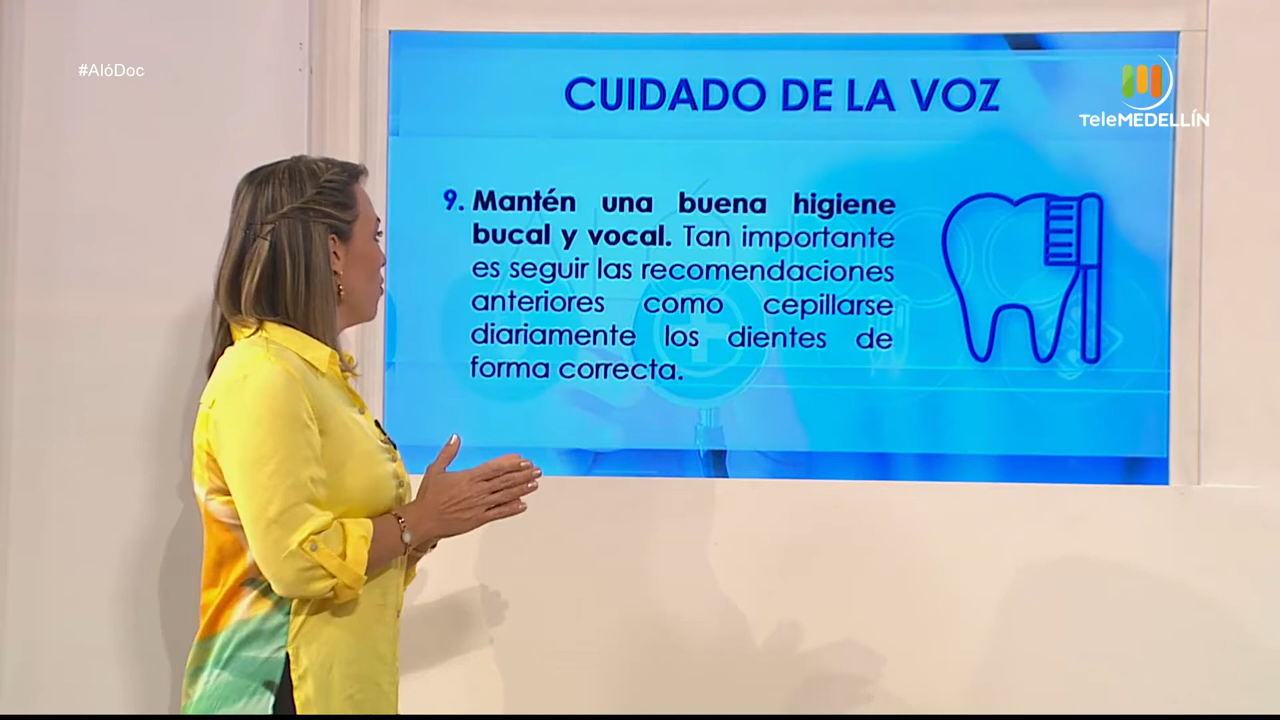 #AlóDoc
CUIDADO DE LA VOZ
TeleMEDELLÍN
9. Mantén una buena higiene
bucal y vocal. Tan importante
es seguir las recomendaciones
anteriores como cepillarse
diariamente los dientes de
forma correcta.